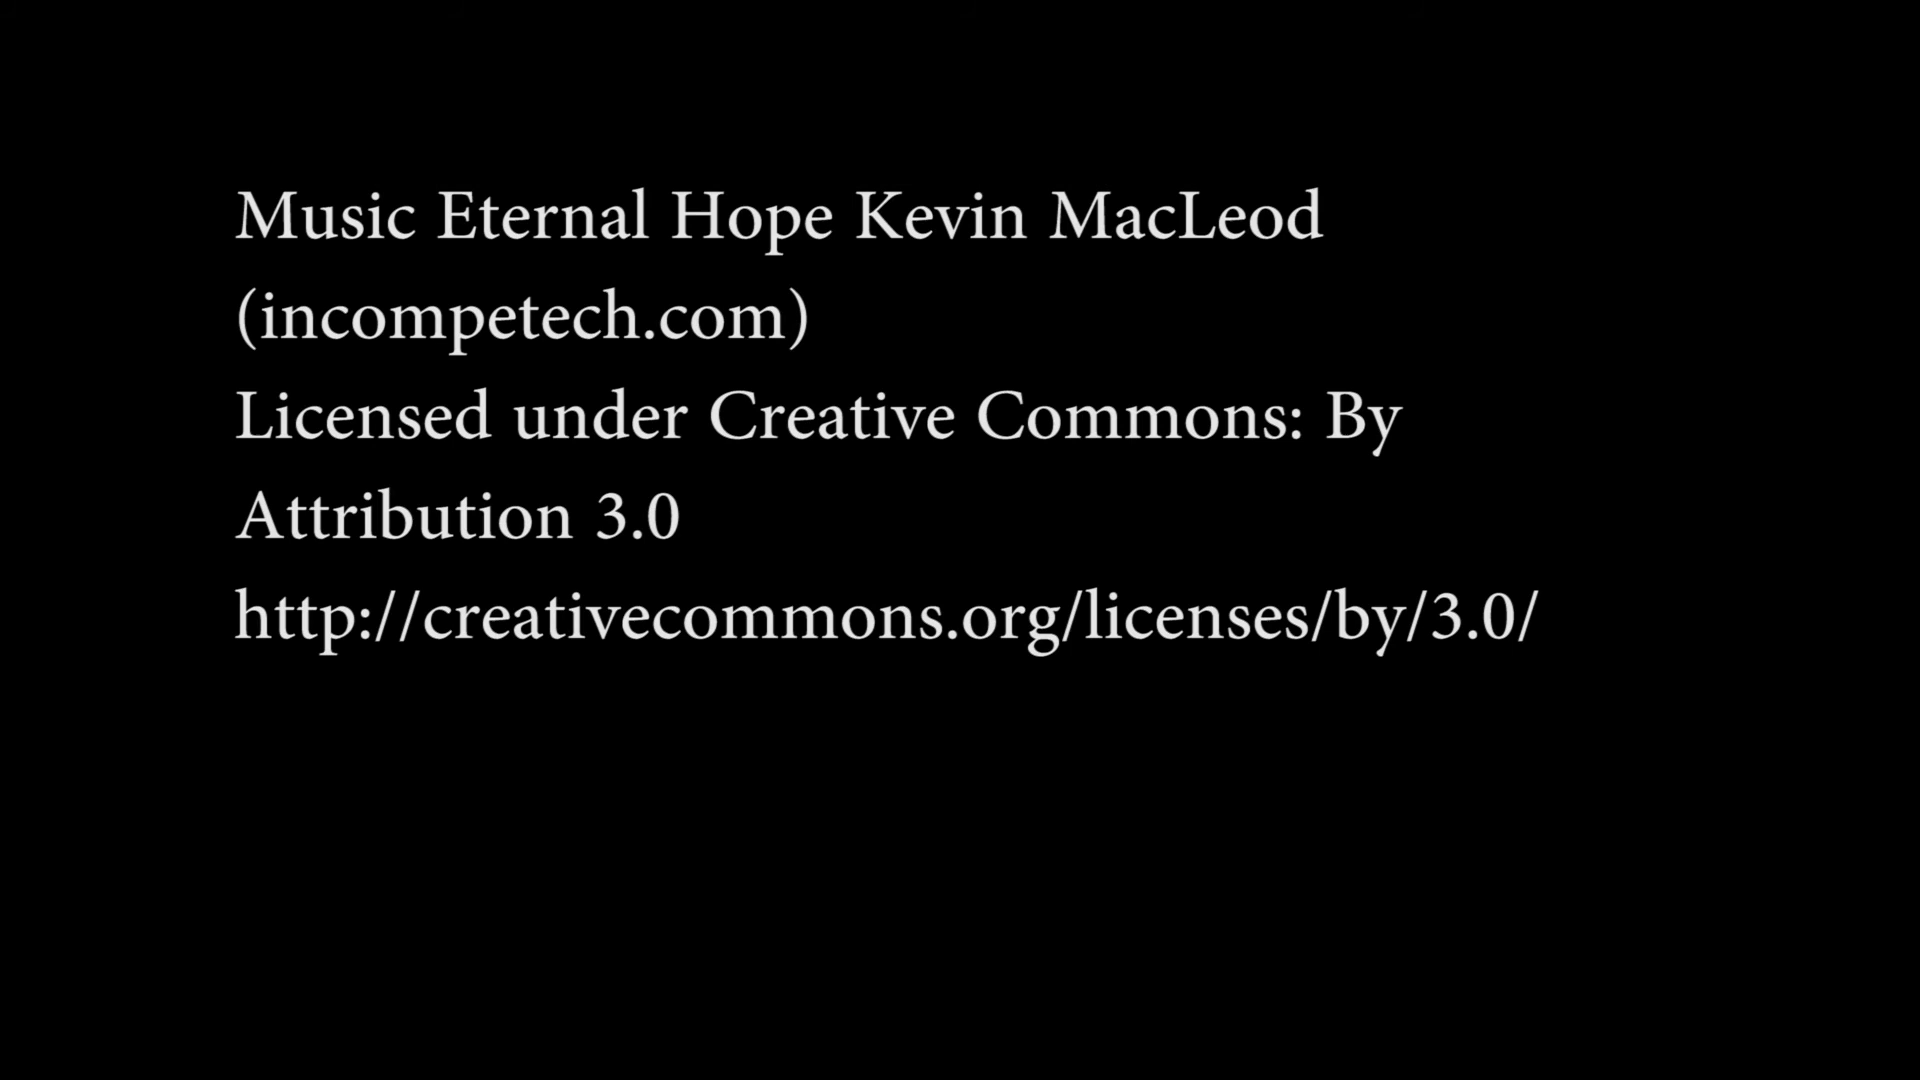 Music Eternal Hope Kevin MacLeod
(incompetech.com)
Licensed under Creative Commons: By
Attribution 3.0
http://creativecommons.org/licenses/by/3.0/